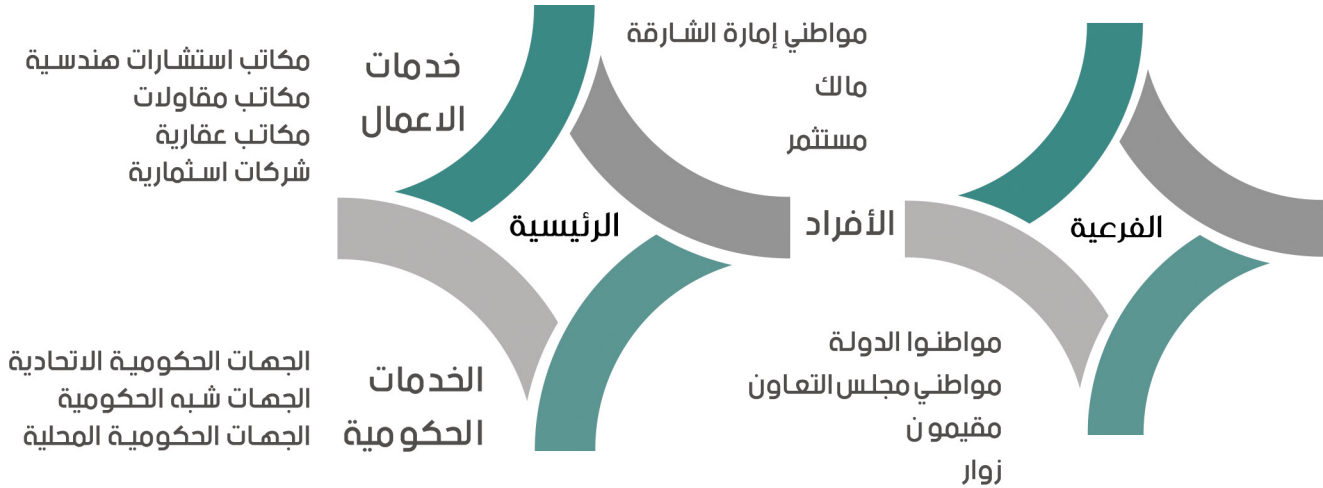 مواطني إمارة الشارقة
مالك
مستثمر
الفرعية
الأفراد
مواطنوا الدولة
مواطني مجلس التعاون
مقيمون
زوار
خدمات
الاعمال
مكاتب استشارات هندسية
مكاتب مقاولات
مكاتب عقارية
شركات اسثمارية
الرئيسية
الخدمات
الحكومية
الجهات الحكومية الاتحادية
الجهات شبه الحكومية
الجهات الحكومية المحلية